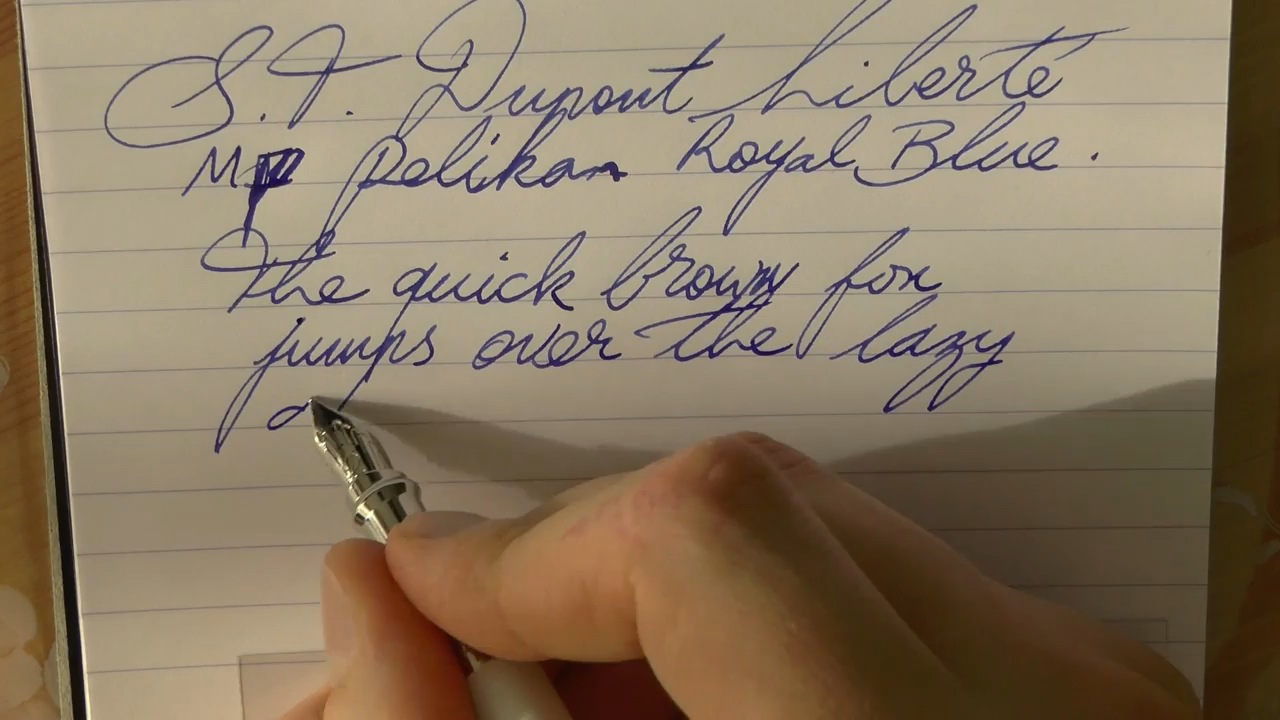 S.T. Dupont Liberté
M Pelikan Royal Blue.
The quick brown fox
jumps over the lazy
d